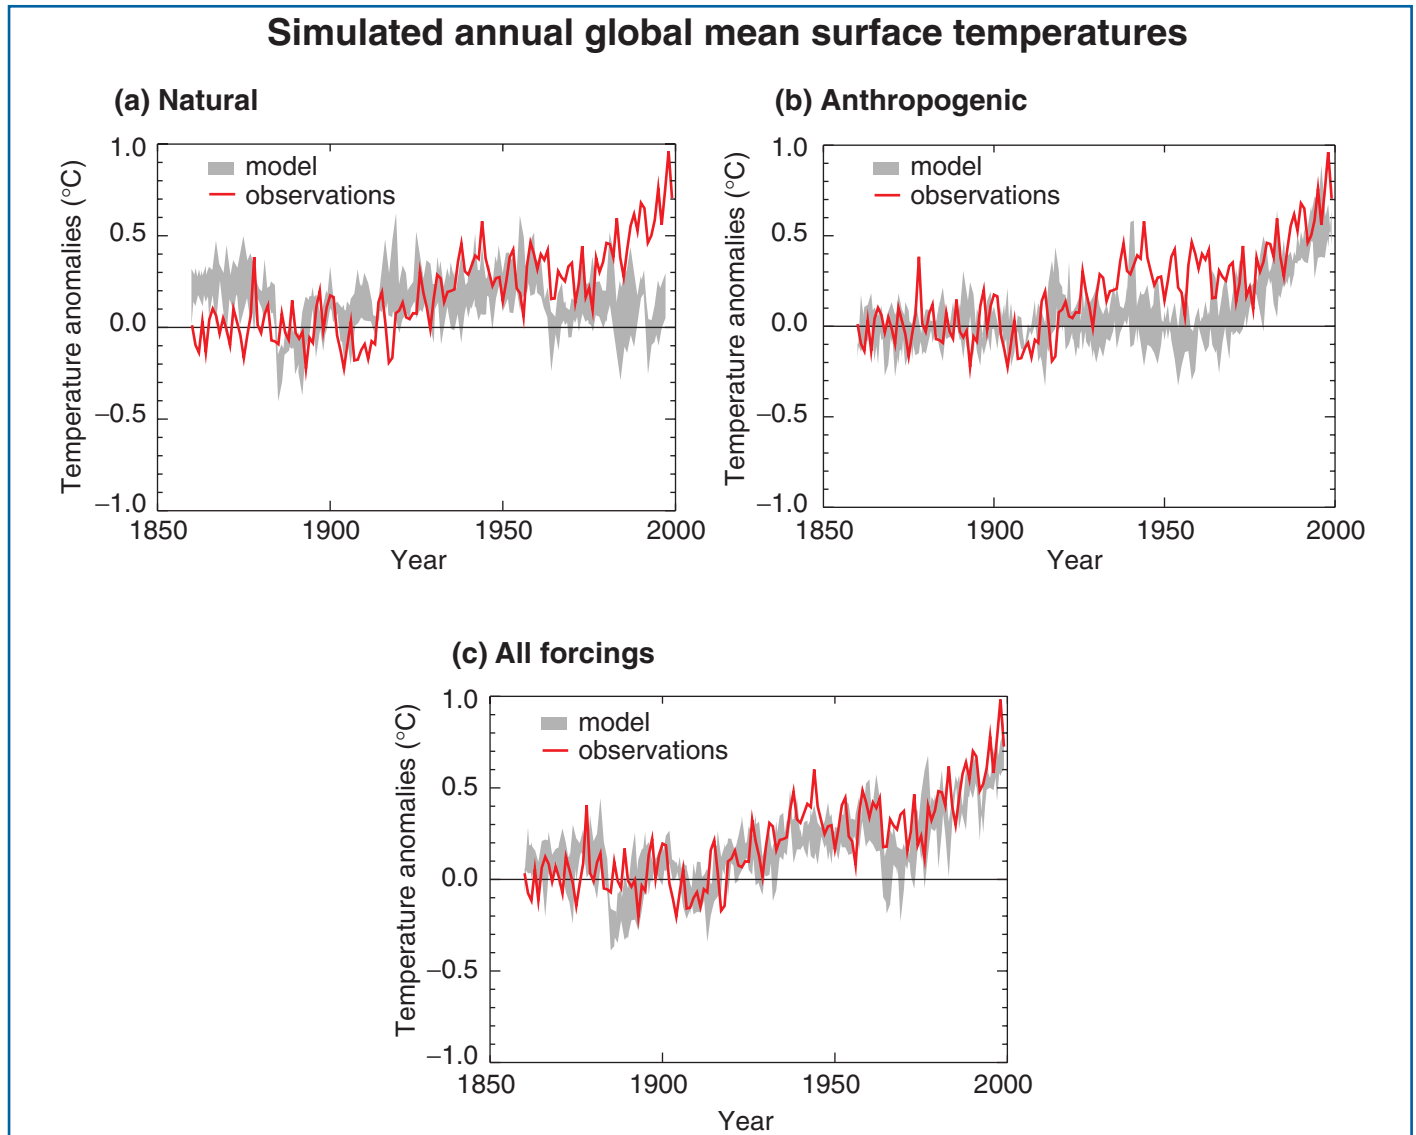 Simulated annual global mean surface temperatures
(a) Natural
1.0
0.5
0.0
−0.5
−1.0
Temperature anomalies (°C)
model
observations
1850
1900
1950
2000
Year
(b) Anthropogenic
1.0
0.5
0.0
−0.5
−1.0
Temperature anomalies (°C)
model
observations
1850
1900
1950
2000
Year
(c) All forcings
1.0
0.5
0.0
−0.5
−1.0
Temperature anomalies (°C)
model
observations
1850
1900
1950
2000
Year